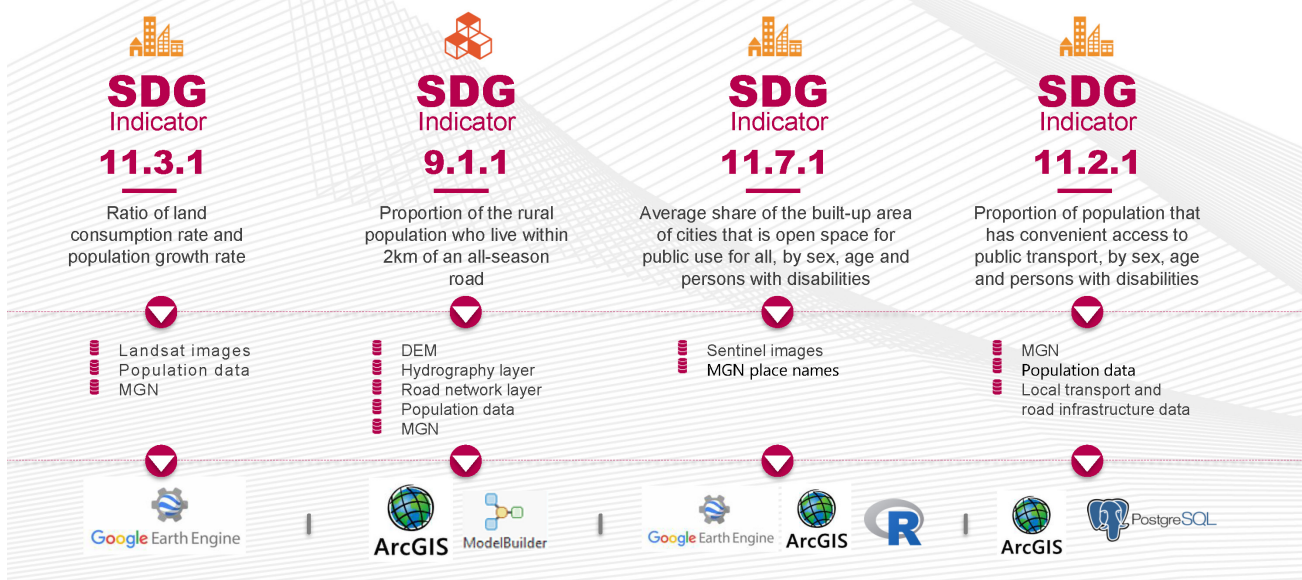 SDG
Indicator
11.3.1
Ratio of land
consumption rate and
population growth rate
Landsat images
Population data
MGN
Google Earth Engine
SDG
Indicator
9.1.1
Proportion of the rural
population who live within
2km of an all-season
road
DEM
Hydrography layer
Road network layer
Population data
MGN
ArcGIS
ModelBuilder
SDG
Indicator
11.7.1
Average share of the built-up area
of cities that is open space for
public use for all, by sex, age and
persons with disabilities
Sentinel images
MGN place names
Google Earth Engine
ArcGIS
R
SDG
Indicator
11.2.1
Proportion of population that
has convenient access to
public transport, by sex, age
and persons with disabilities
MGN
Population data
Local transport and
road infrastructure data
ArcGIS
PostgreSQL